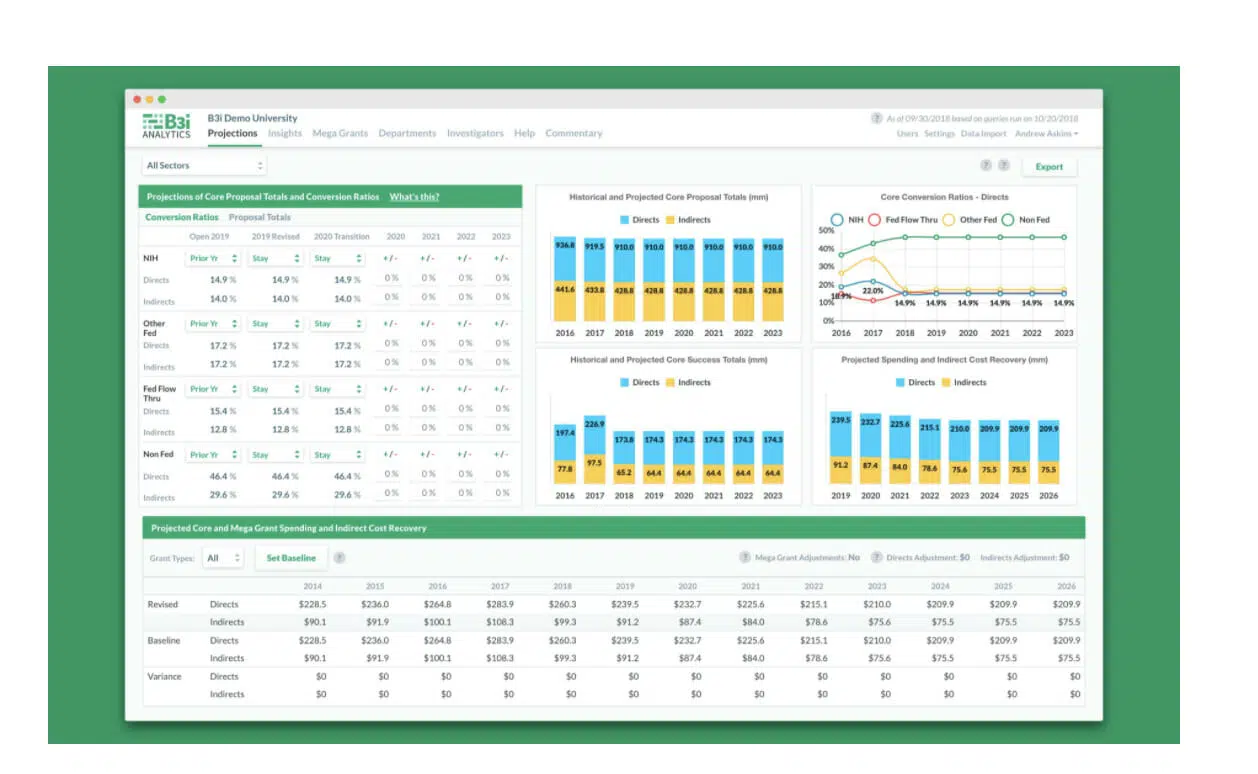 B3i
ANALYTICS
B3i Demo University
Projections Insights Mega Grants Departments Investigators Help Commentary
? As of 09/30/2018 based on queries run on 10/20/2018
Users Settings Data Import Andrew Askins
All Sectors
? ? Export
Projections of Core Proposal Totals and Conversion Ratios What's this?
Conversion Ratios Proposal Totals
Open 2019 2019 Revised 2020 Transition 2020 2021 2022 2023
NIH Prior Yr Stay Stay +/- +/- +/- +/-
Directs 14.9 % 14.9 % 14.9 % 0 % 0 % 0 % 0 %
Indirects 14.0 % 14.0 % 14.0 % 0 % 0 % 0 % 0 %
Other Fed Prior Yr Stay Stay +/- +/- +/- +/-
Directs 17.2 % 17.2 % 17.2 % 0 % 0 % 0 % 0 %
Indirects 17.2 % 17.2 % 17.2 % 0 % 0 % 0 % 0 %
Fed Flow Thru Prior Yr Stay Stay +/- +/- +/- +/-
Directs 15.4 % 15.4 % 15.4 % 0 % 0 % 0 % 0 %
Indirects 12.8 % 12.8 % 12.8 % 0 % 0 % 0 % 0 %
Non Fed Prior Yr Stay Stay +/- +/- +/- +/-
Directs 46.4 % 46.4 % 46.4 % 0 % 0 % 0 % 0 %
Indirects 29.6 % 29.6 % 29.6 % 0 % 0 % 0 % 0 %
Historical and Projected Core Proposal Totals (mm)
Directs Indirects
936.8 919.5 910.0 910.0 910.0 910.0 910.0 910.0
441.6 433.8 428.8 428.8 428.8 428.8 428.8 428.8
2016 2017 2018 2019 2020 2021 2022 2023
Core Conversion Ratios - Directs
NIH Fed Flow Thru Other Fed Non Fed
50%
40%
30%
20%
10%
0%
18.9% 22.0% 14.9% 14.9% 14.9% 14.9% 14.9% 14.9%
2016 2017 2018 2019 2020 2021 2022 2023
Historical and Projected Core Success Totals (mm)
Directs Indirects
197.4 226.9 173.8 174.3 174.3 174.3 174.3 174.3
77.8 97.5 65.2 64.4 64.4 64.4 64.4 64.4
2016 2017 2018 2019 2020 2021 2022 2023
Projected Spending and Indirect Cost Recovery (mm)
Directs Indirects
239.5 232.7 225.6 215.1 210.0 209.9 209.9 209.9
91.2 87.4 84.0 78.6 75.6 75.5 75.5 75.5
2019 2020 2021 2022 2023 2024 2025 2026
Projected Core and Mega Grant Spending and Indirect Cost Recovery
Grant Types: All Set Baseline ? ? Mega Grant Adjustments: No ? Directs Adjustment: $0 Indirects Adjustment: $0
2014 2015 2016 2017 2018 2019 2020 2021 2022 2023 2024 2025 2026
Revised Directs $228.5 $236.0 $264.8 $283.9 $260.3 $239.5 $232.7 $225.6 $215.1 $210.0 $209.9 $209.9 $209.9
Indirects $90.1 $91.9 $100.1 $108.3 $99.3 $91.2 $87.4 $84.0 $78.6 $75.6 $75.5 $75.5 $75.5
Baseline Directs $228.5 $236.0 $264.8 $283.9 $260.3 $239.5 $232.7 $225.6 $215.1 $210.0 $209.9 $209.9 $209.9
Indirects $90.1 $91.9 $100.1 $108.3 $99.3 $91.2 $87.4 $84.0 $78.6 $75.6 $75.5 $75.5 $75.5
Variance Directs $0 $0 $0 $0 $0 $0 $0 $0 $0 $0 $0 $0 $0
Indirects $0 $0 $0 $0 $0 $0 $0 $0 $0 $0 $0 $0 $0